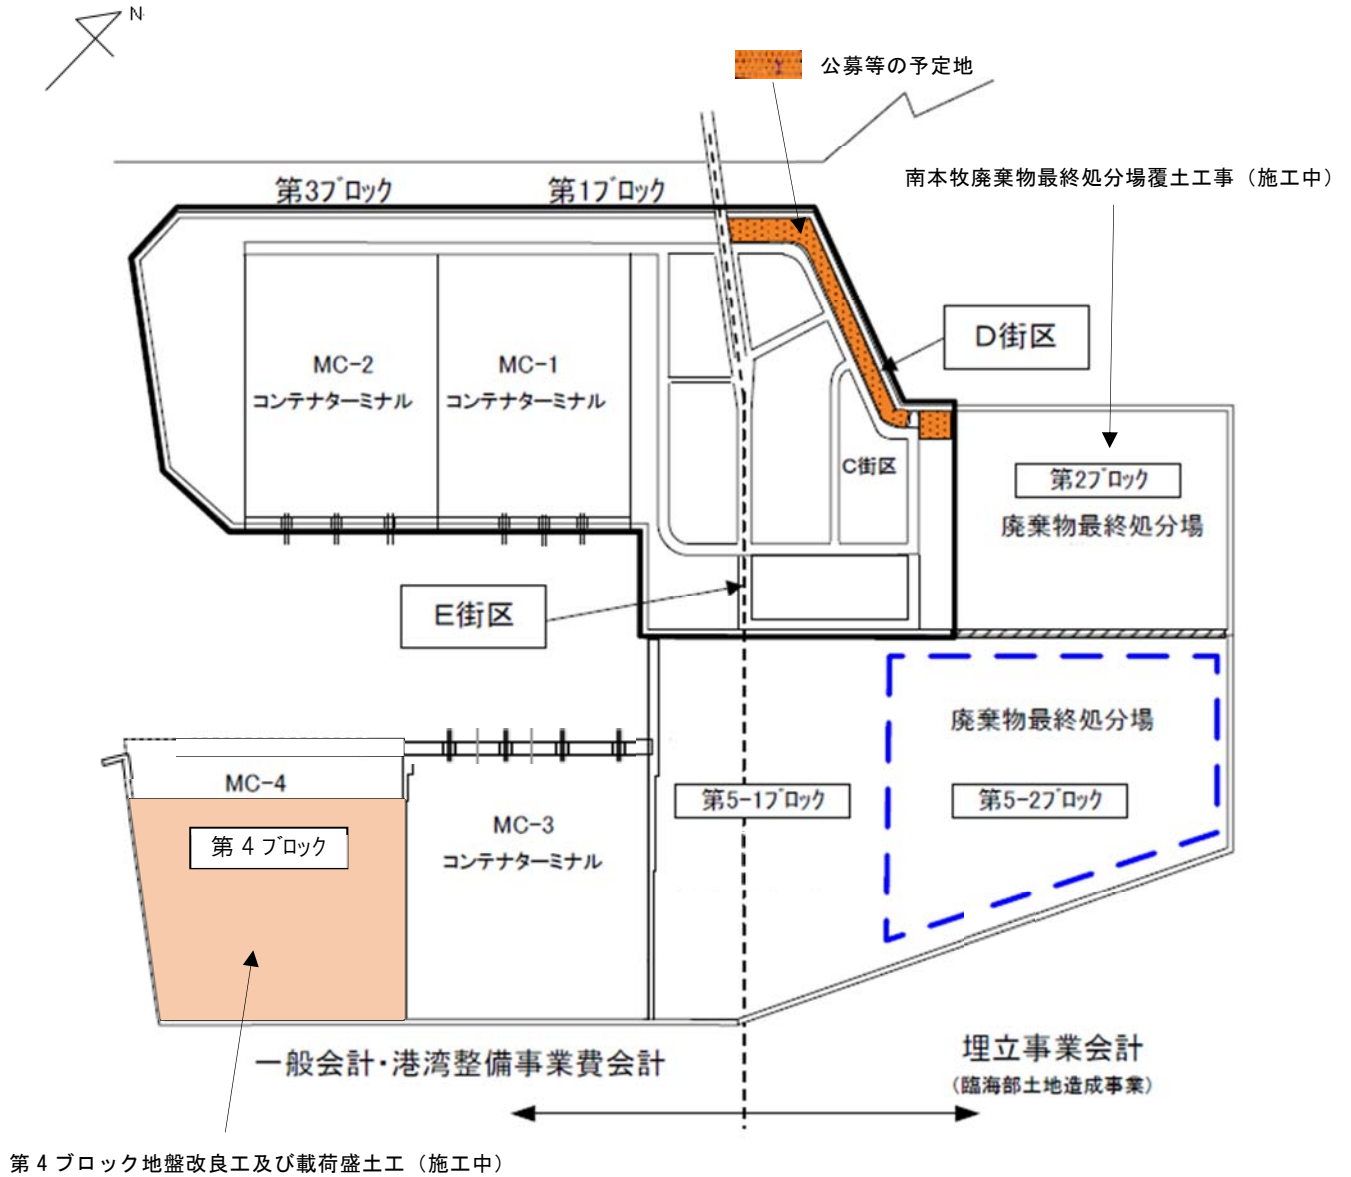 N
公募等の予定地
南本牧廃棄物最終処分場覆土工事（施工中）
第3ブロック
第1ブロック
D街区
MC-2
コンテナターミナル
MC-1
コンテナターミナル
C街区
第2ブロック
廃棄物最終処分場
E街区
廃棄物最終処分場
MC-4
第5-1ブロック
第5-2ブロック
第4ブロック
MC-3
コンテナターミナル
一般会計・港湾整備事業費会計
埋立事業会計
（臨海部土地造成事業）
第4ブロック地盤改良工及び載荷盛土工（施工中）